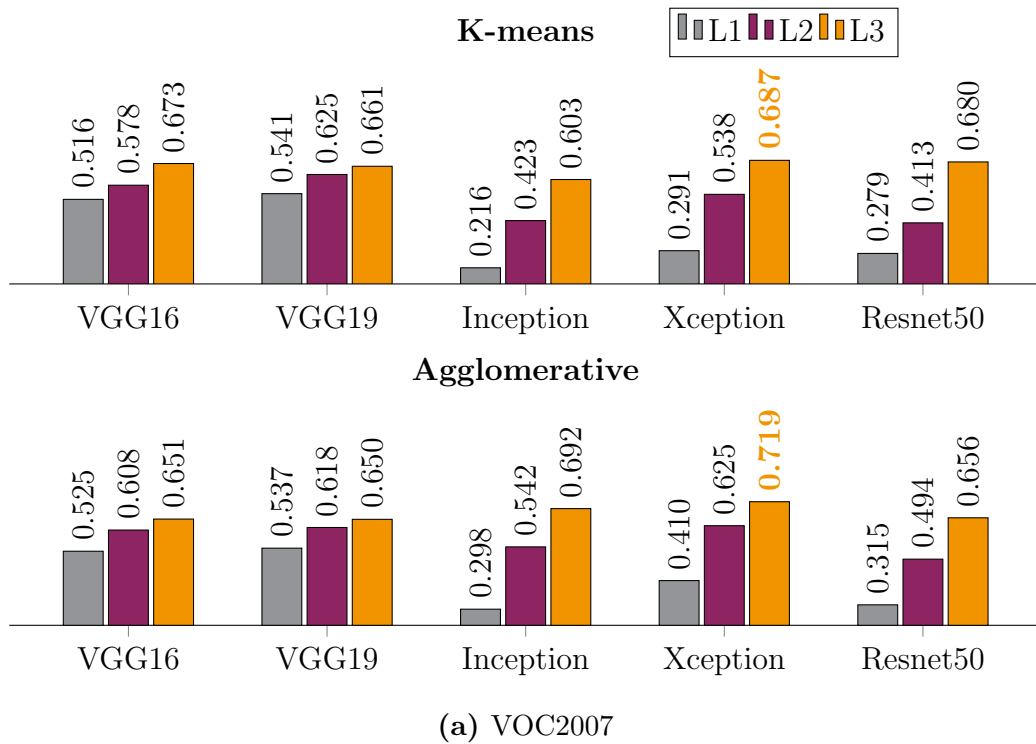 K-means
L1 L2 L3
0.516 0.578 0.673 0.541 0.625 0.661 0.216 0.423 0.603 0.291 0.538 0.687 0.279 0.413 0.680
VGG16 VGG19 Inception Xception Resnet50
Agglomerative
0.525 0.608 0.651 0.537 0.618 0.650 0.298 0.542 0.692 0.410 0.625 0.719 0.315 0.494 0.656
VGG16 VGG19 Inception Xception Resnet50
(a) VOC2007